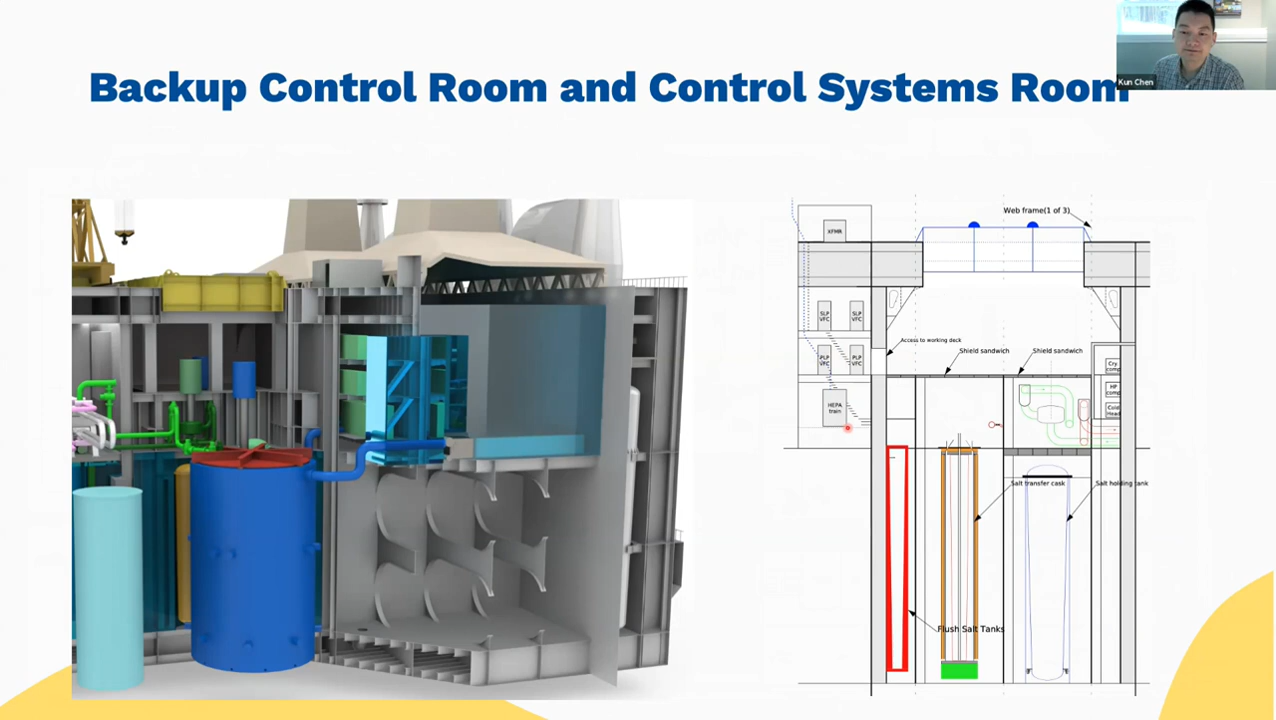 Backup Control Room and Control Systems Room
Kun Chen
Web frame(1 of 3)
XFMR
SLP
VFC
SLP
VFC
Access to working deck
Shield sandwich
Shield sandwich
PLP
VFC
PLP
VFC
Cry
comp
HP
comp
Cold
Head
HEPA
train
Salt transfer cask
Salt holding tank
Flush Salt Tanks